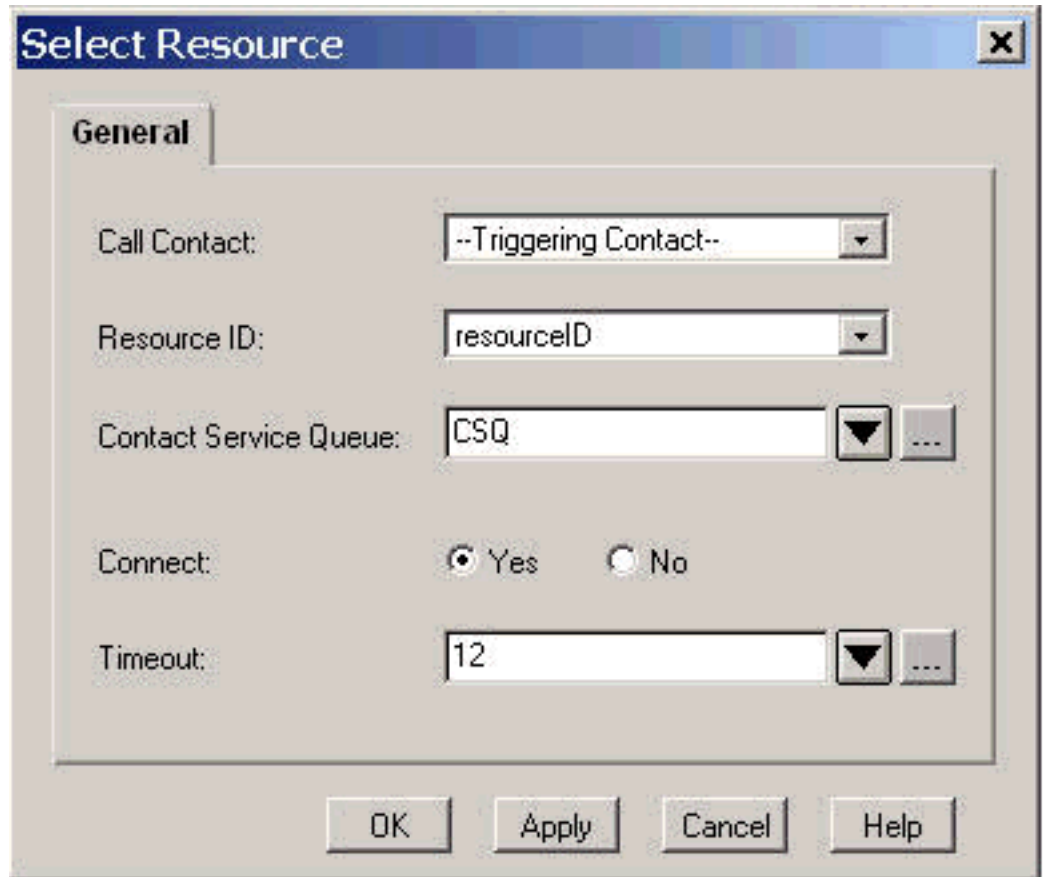 Select Resource
General
Call Contact: --Triggering Contact--
Resource ID: resourceID
Contact Service Queue: CSQ ...
Connect: Yes No
Timeout: 12 ...
OK Apply Cancel Help